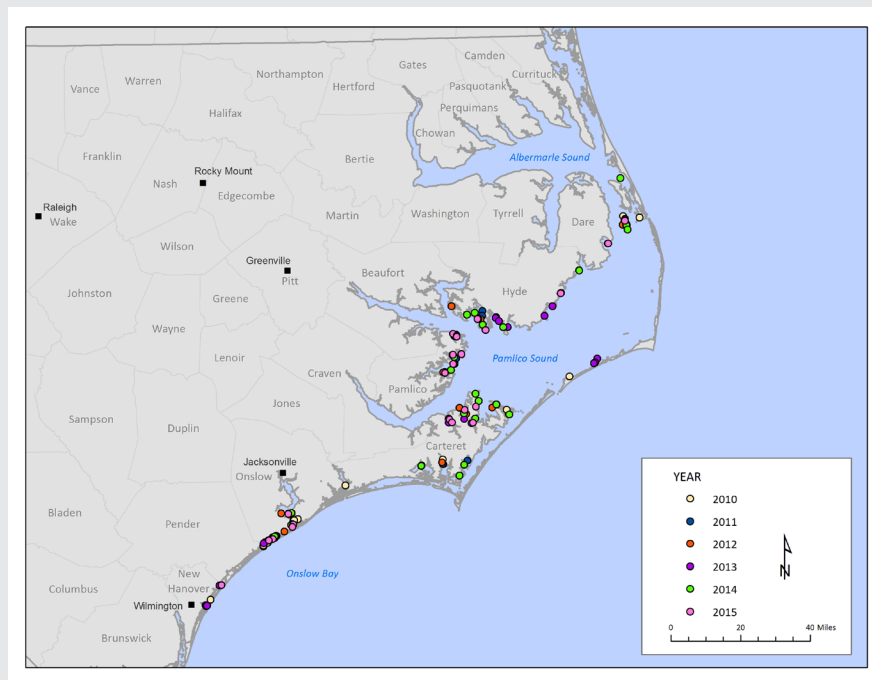 Camden
Gates
Currituck
Northampton
Warren
Hertford
Pasquotank
Vance
Perquimans
Halifax
Chowan
Franklin
Bertie
Albermarle Sound
Rocky Mount
Nash
Edgecombe
Raleigh
Wake
Martin
Washington
Tyrrell
Dare
Wilson
Greenville
Beaufort
Pitt
Johnston
Hyde
Greene
Wayne
Lenoir
Pamlico Sound
Craven
Pamlico
Jones
Sampson
Duplin
Carteret
Jacksonville
Onslow
YEAR
2010
Bladen
2011
Pender
2012
N
2013
New
Hanover
Onslow Bay
Columbus
2014
Wilmington
2015
0 20 40 Miles
Brunswick